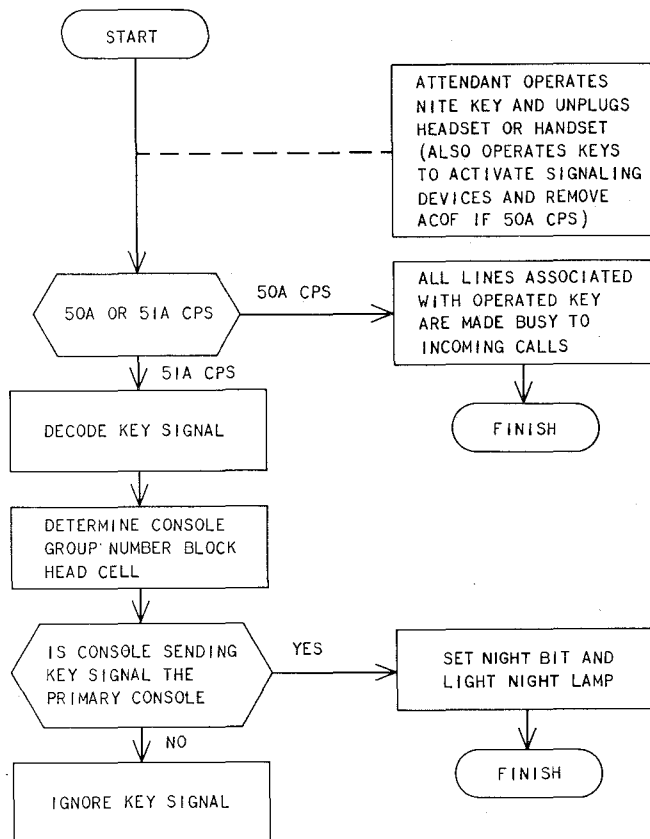 START
ATTENDANT OPERATES
NITE KEY AND UNPLUGS
HEADSET OR HANDSET
(ALSO OPERATES KEYS
TO ACTIVATE SIGNALING
DEVICES AND REMOVE
ACOF IF 50A CPS)
50A OR 51A CPS
50A CPS
ALL LINES ASSOCIATED
WITH OPERATED KEY
ARE MADE BUSY TO
INCOMING CALLS
FINISH
51A CPS
DECODE KEY SIGNAL
DETERMINE CONSOLE
GROUP NUMBER BLOCK
HEAD CELL
IS CONSOLE SENDING
KEY SIGNAL THE
PRIMARY CONSOLE
YES
SET NIGHT BIT AND
LIGHT NIGHT LAMP
FINISH
NO
IGNORE KEY SIGNAL